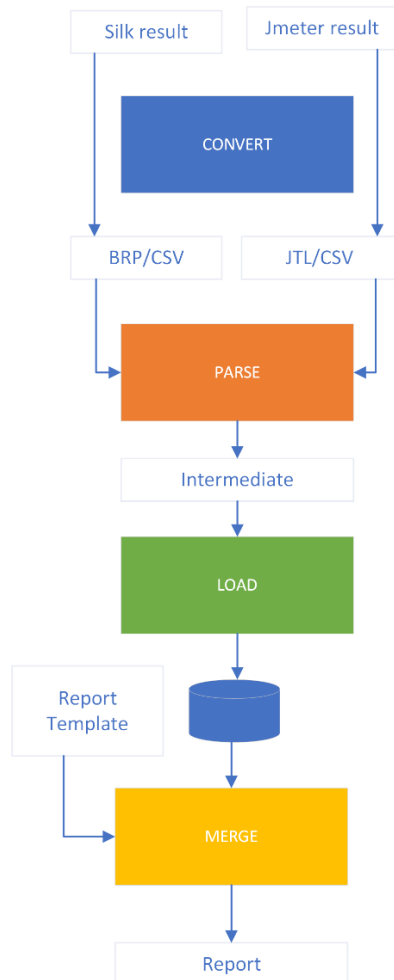 Silk result
Jmeter result
CONVERT
BRP/CSV
JTL/CSV
PARSE
Intermediate
LOAD
Report
Template
MERGE
Report